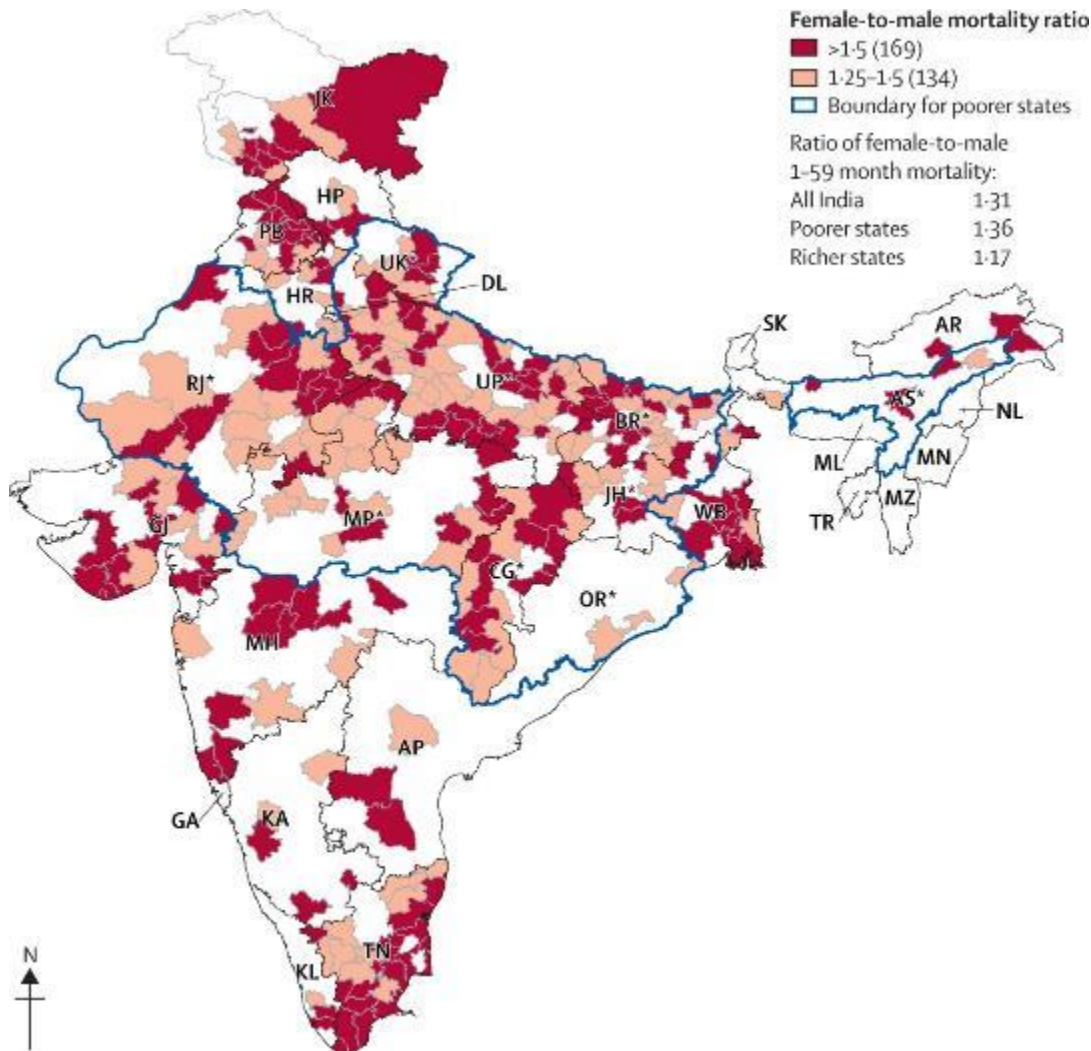 Female-to-male mortality ratio
>1·5 (169)
1·25–1·5 (134)
Boundary for poorer states
Ratio of female-to-male
1–59 month mortality:
All India 1·31
Poorer states 1·36
Richer states 1·17
JK
HP
PB
UK*
HR
DL
SK
AR
RJ*
UP*
AS*
NL
BR*
ML
MN
JH*
TR
MZ
GJ
MP*
WB
CG*
OR*
MH
AP
GA
KA
TN
KL
N